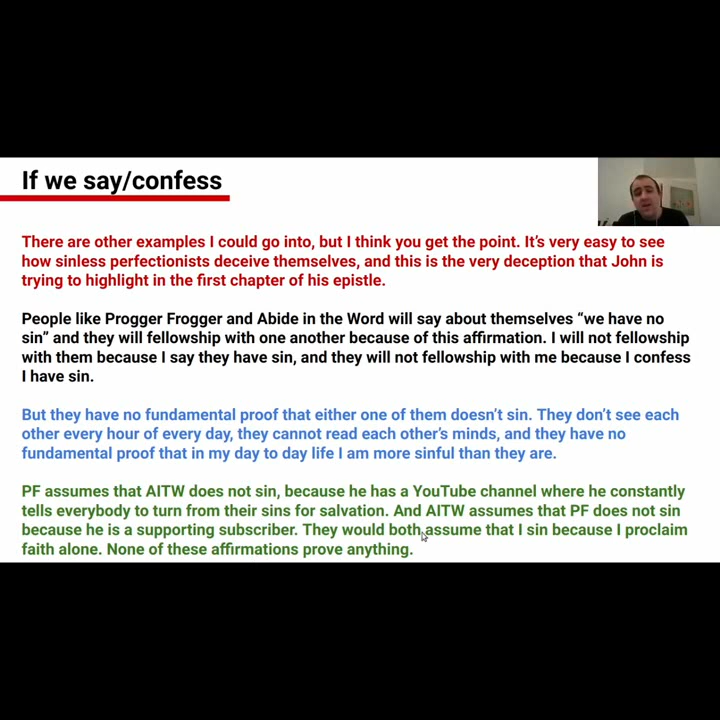 If we say/confess
There are other examples I could go into, but I think you get the point. It's very easy to see
how sinless perfectionists deceive themselves, and this is the very deception that John is
trying to highlight in the first chapter of his epistle.
People like Progger Frogger and Abide in the Word will say about themselves “we have no
sin” and they will fellowship with one another because of this affirmation. I will not fellowship
with them because I say they have sin, and they will not fellowship with me because I confess
I have sin.
But they have no fundamental proof that either one of them doesn't sin. They don't see each
other every hour of every day, they cannot read each other's minds, and they have no
fundamental proof that in my day to day life I am more sinful than they are.
PF assumes that AITW does not sin, because he has a YouTube channel where he constantly
tells everybody to turn from their sins for salvation. And AITW assumes that PF does not sin
because he is a supporting subscriber. They would both assume that I sin because I proclaim
faith alone. None of these affirmations prove anything.